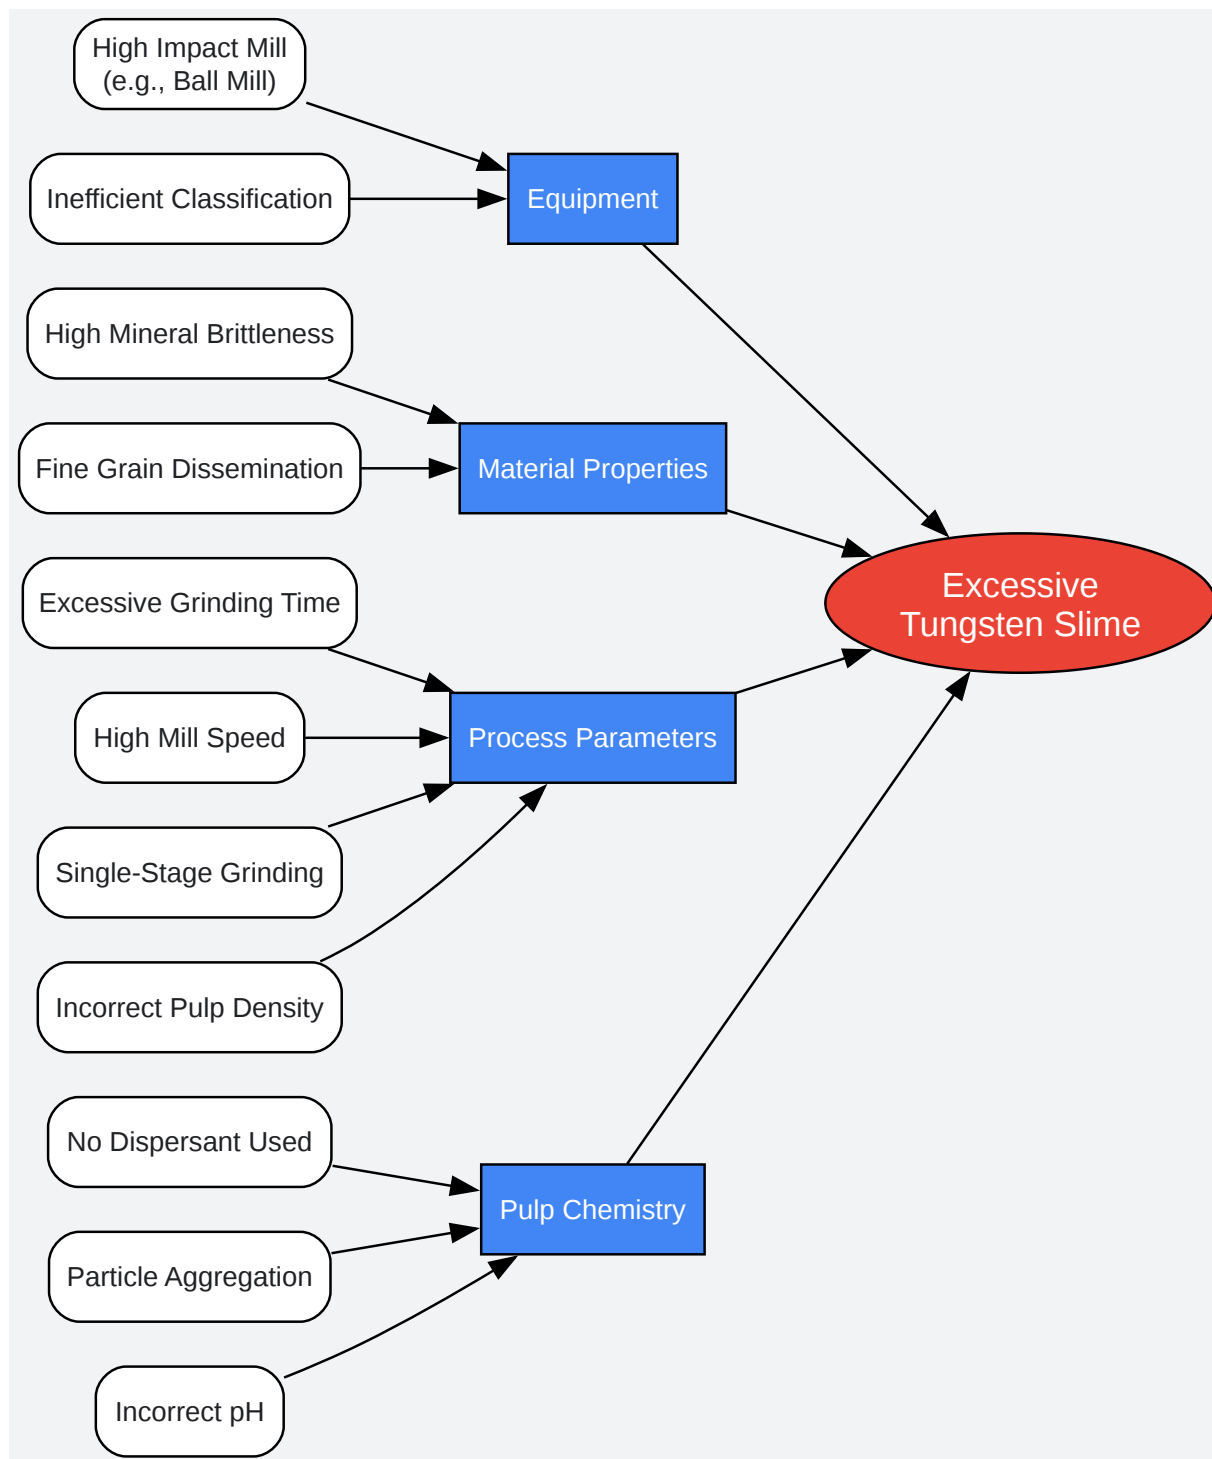 High Impact Mill
(e.g., Ball Mill)
Inefficient Classification
Equipment
High Mineral Brittleness
Fine Grain Dissemination
Material Properties
Excessive Grinding Time
Excessive
Tungsten Slime
High Mill Speed
Process Parameters
Single-Stage Grinding
Incorrect Pulp Density
No Dispersant Used
Pulp Chemistry
Particle Aggregation
Incorrect pH